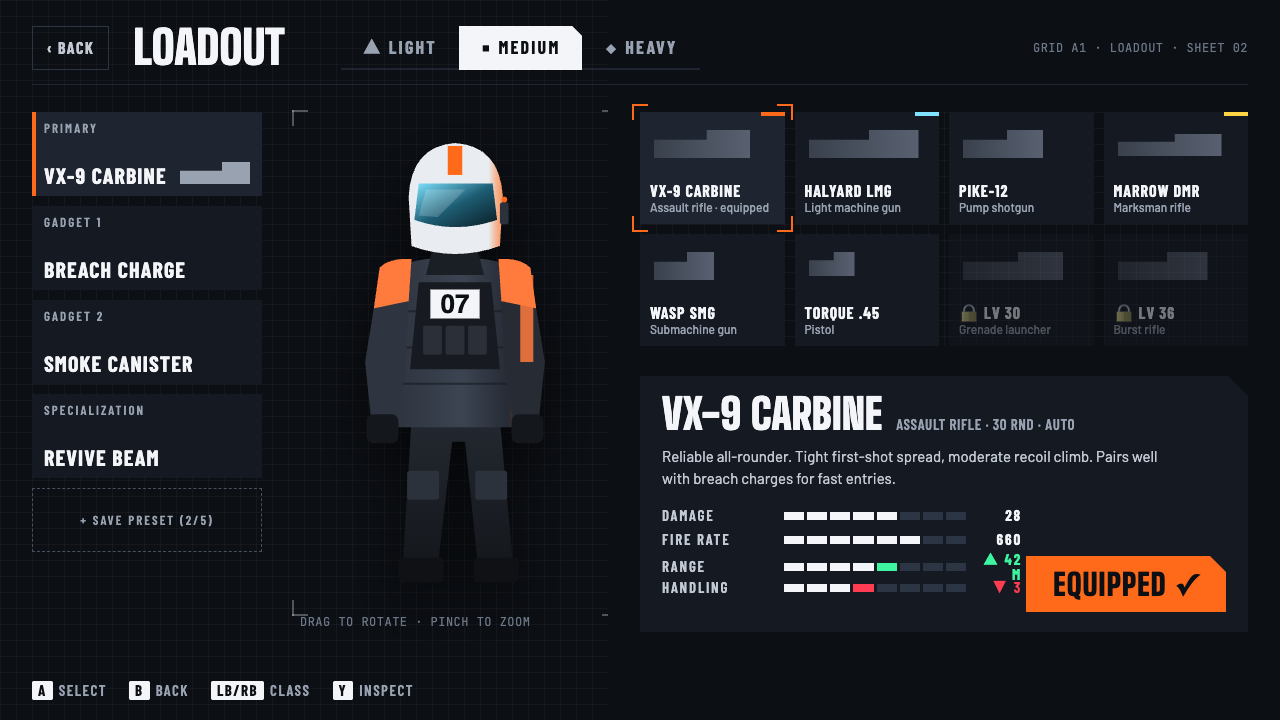 ‹ BACK
LOADOUT
▲ LIGHT
■ MEDIUM
◆ HEAVY
GRID A1 · LOADOUT · SHEET 02
PRIMARY
VX-9 CARBINE
GADGET 1
BREACH CHARGE
GADGET 2
SMOKE CANISTER
SPECIALIZATION
REVIVE BEAM
+ SAVE PRESET (2/5)
07
DRAG TO ROTATE · PINCH TO ZOOM
VX-9 CARBINE
Assault rifle · equipped
HALYARD LMG
Light machine gun
PIKE-12
Pump shotgun
MARROW DMR
Marksman rifle
WASP SMG
Submachine gun
TORQUE .45
Pistol
🔒 LV 30
Grenade launcher
🔒 LV 36
Burst rifle
VX-9 CARBINE ASSAULT RIFLE · 30 RND · AUTO
Reliable all-rounder. Tight first-shot spread, moderate recoil climb. Pairs well
with breach charges for fast entries.
DAMAGE 28
FIRE RATE 660
RANGE ▲ 42
M
HANDLING ▼ 3
EQUIPPED ✓
A SELECT
B BACK
LB/RB CLASS
Y INSPECT